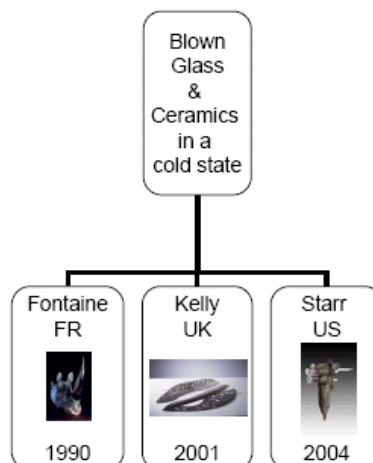 Blown
Glass
&
Ceramics
in a
cold state
Fontaine
FR
1990
Kelly
UK
2001
Starr
US
2004